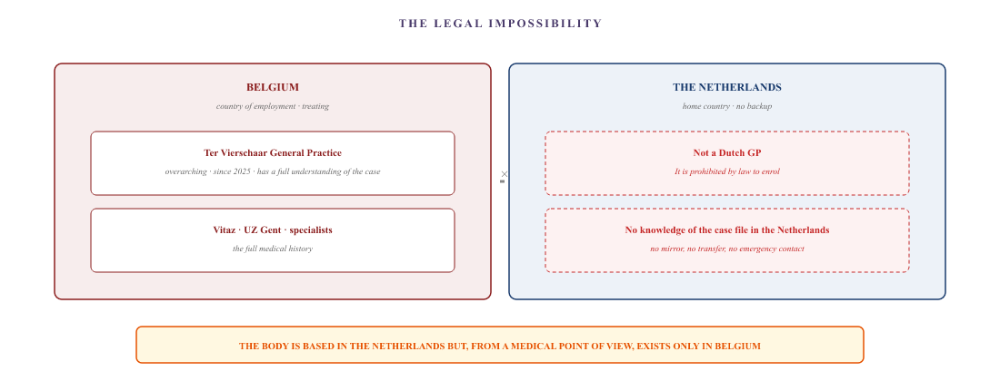 THE LEGAL IMPOSSIBILITY
BELGIUM
country of employment · treating
Ter Vierschaar General Practice
overarching · since 2025 · has a full understanding of the case
Vitaz · UZ Gent · specialists
the full medical history
THE NETHERLANDS
home country · no backup
Not a Dutch GP
It is prohibited by law to enrol
No knowledge of the case file in the Netherlands
no mirror, no transfer, no emergency contact
THE BODY IS BASED IN THE NETHERLANDS BUT, FROM A MEDICAL POINT OF VIEW, EXISTS ONLY IN BELGIUM